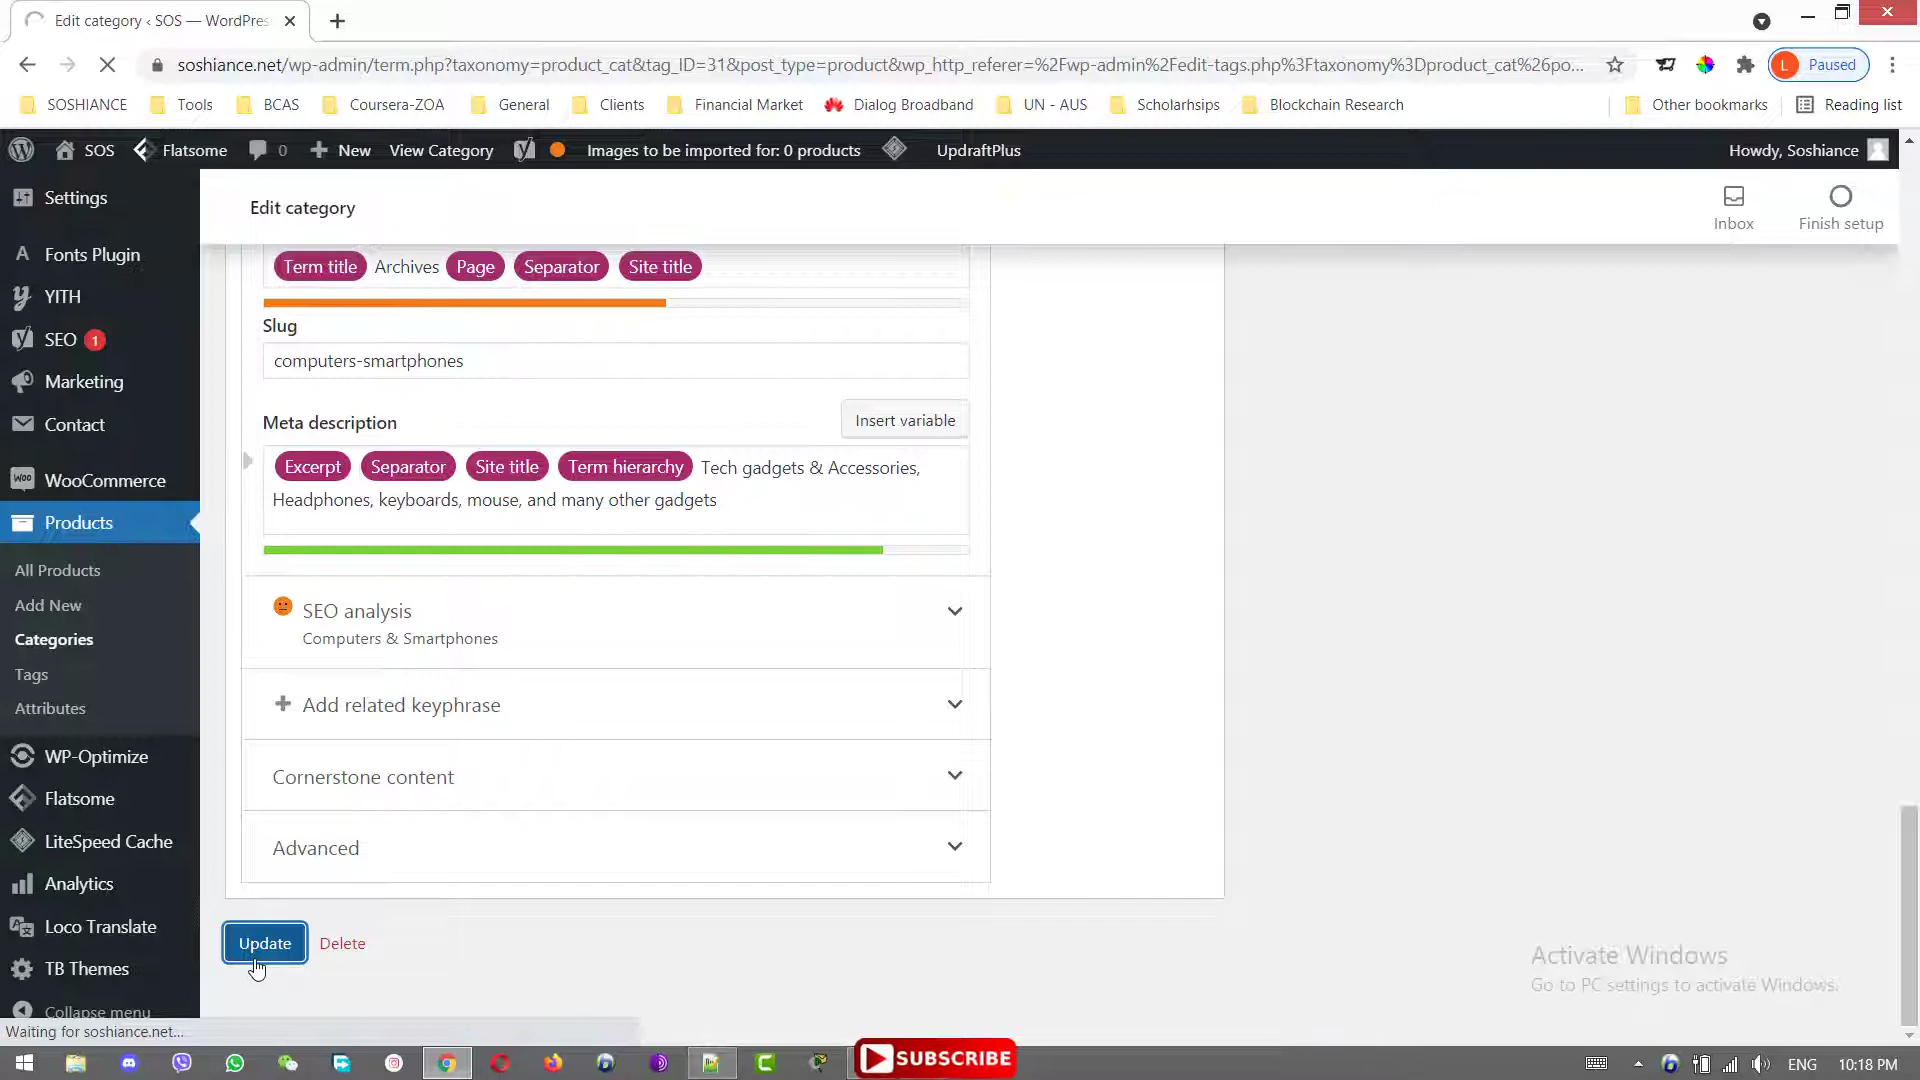 Edit category ‹ SOS — WordPres
soshiance.net/wp-admin/term.php?taxonomy=product_cat&tag_ID=31&post_type=product&wp_http_referer=%2Fwp-admin%2Fedit-tags.php%3Ftaxonomy%3Dproduct_cat%26po...
L Paused
SOSHIANCE Tools BCAS Coursera-ZOA General Clients Financial Market Dialog Broadband UN - AUS Scholarhsips Blockchain Research Other bookmarks Reading list
SOS Flatsome 0 New View Category Images to be imported for: 0 products UpdraftPlus Howdy, Soshiance
Settings
Fonts Plugin
YITH
SEO 1
Marketing
Contact
WooCommerce
Products
All Products
Add New
Categories
Tags
Attributes
WP-Optimize
Flatsome
LiteSpeed Cache
Analytics
Loco Translate
TB Themes
Collapse menu
Waiting for soshiance.net...
Edit category
Inbox
Finish setup
Term title Archives Page Separator Site title
Slug
computers-smartphones
Meta description
Insert variable
Excerpt Separator Site title Term hierarchy Tech gadgets & Accessories,
Headphones, keyboards, mouse, and many other gadgets
SEO analysis
Computers & Smartphones
Add related keyphrase
Cornerstone content
Advanced
Update Delete
Activate Windows
Go to PC settings to activate Windows.
SUBSCRIBE
ENG 10:18 PM